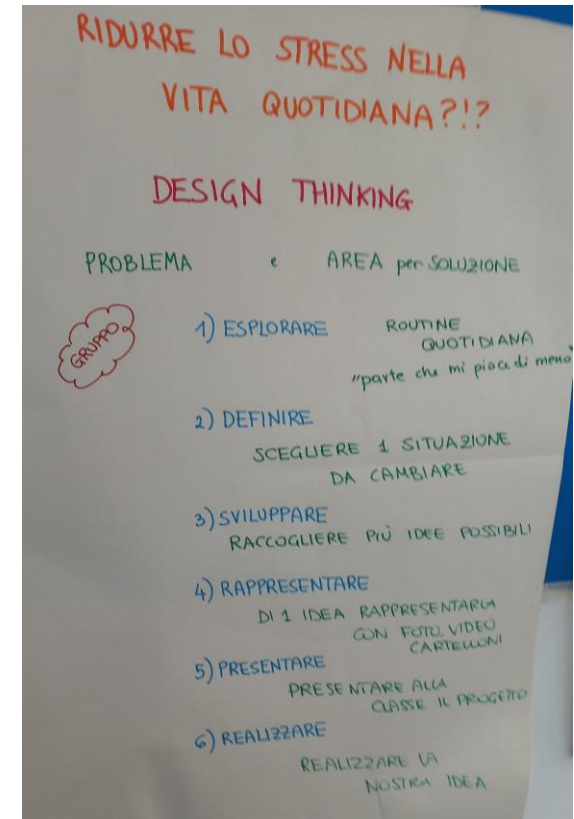 RIDURRE LO STRESS NELLA
VITA QUOTIDIANA?!?
DESIGN THINKING
PROBLEMA e AREA per SOLUZIONE
GRUPPO
1) ESPLORARE ROUTINE
QUOTIDIANA
"parte che mi piace di meno"
2) DEFINIRE
SCEGLIERE 1 SITUAZIONE
DA CAMBIARE
3) SVILUPPARE
RACCOGLIERE PIÙ IDEE POSSIBILI
4) RAPPRESENTARE
DI 1 IDEA RAPPRESENTARLA
CON FOTO, VIDEO
CARTELLONI
5) PRESENTARE
PRESENTARE ALLA
CLASSE IL PROGETTO
6) REALIZZARE
REALIZZARE LA
NOSTRA IDEA